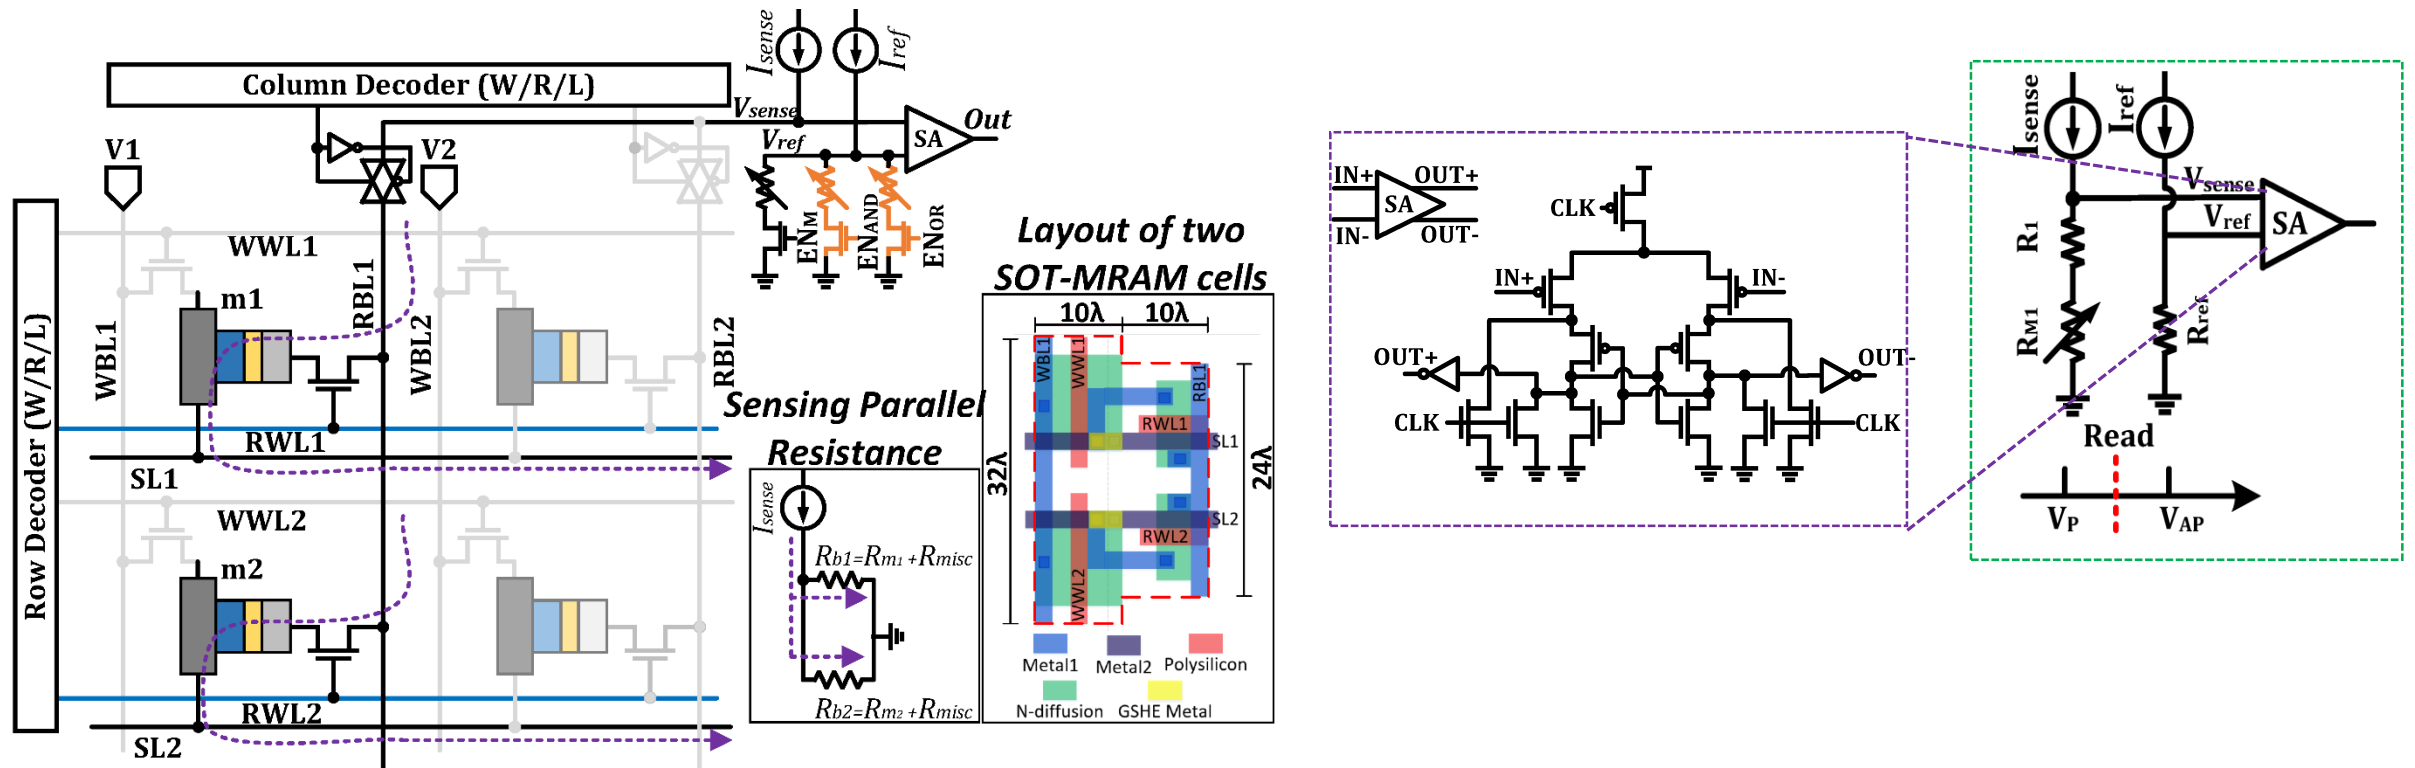 Column Decoder (W/R/L)
Row Decoder (W/R/L)
V1
V2
WWL1
m1
WBL1
RBL1
WBL2
RBL2
RWL1
SL1
WWL2
m2
RWL2
SL2
Isense
Iref
Vsense
Vref
SA
Out
ENM
ENAND
ENOR
Sensing Parallel
Resistance
Isense
Rb1=Rm1+Rmisc
Rb2=Rm2+Rmisc
Layout of two
SOT-MRAM cells
10λ
10λ
32λ
24λ
WBL1
WWL1
RBL1
RWL1
SL1
SL2
RWL2
WWL2
Metal1
Metal2
Polysilicon
N-diffusion
GSHE Metal
IN+
IN-
SA
OUT+
OUT-
CLK
IN+
IN-
OUT+
OUT-
CLK
CLK
Isense
Iref
Vsense
Vref
SA
R1
RM1
Rref
Read
VP
VAP